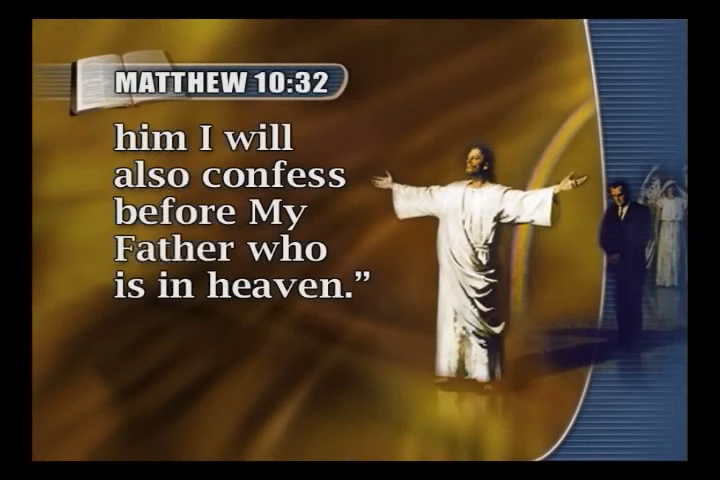 MATTHEW 10:32
him I will
also confess
before My
Father who
is in heaven.”